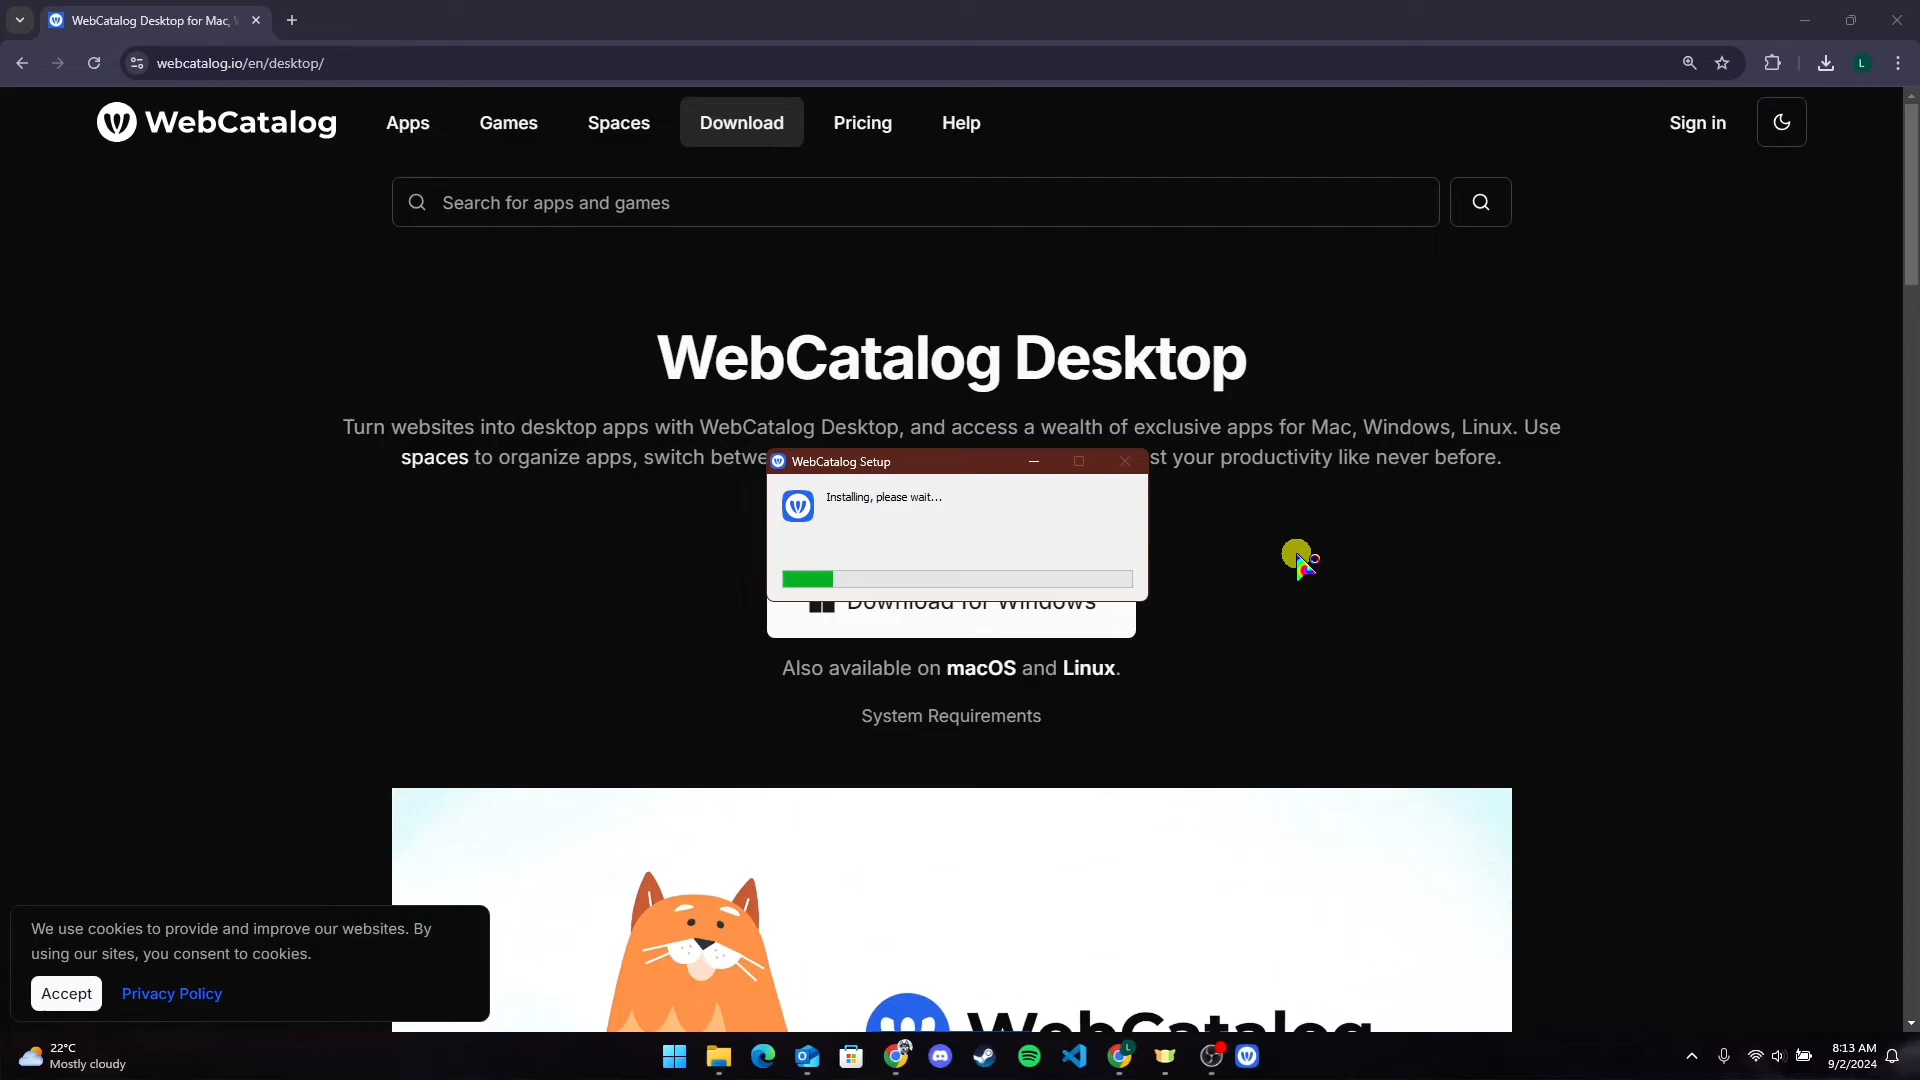 WebCatalog Desktop for Mac,
webcatalog.io/en/desktop/
L
WebCatalog
Apps
Games
Spaces
Download
Pricing
Help
Sign in
Search for apps and games
WebCatalog Desktop
Turn websites into desktop apps with WebCatalog Desktop, and access a wealth of exclusive apps for Mac, Windows, Linux. Use
spaces to organize apps, switch betwe
st your productivity like never before.
WebCatalog Setup
Installing, please wait...
Download for Windows
Also available on macOS and Linux.
System Requirements
We use cookies to provide and improve our websites. By
using our sites, you consent to cookies.
Accept
Privacy Policy
WebCatalog
22°C
Mostly cloudy
L
8:13 AM
9/2/2024